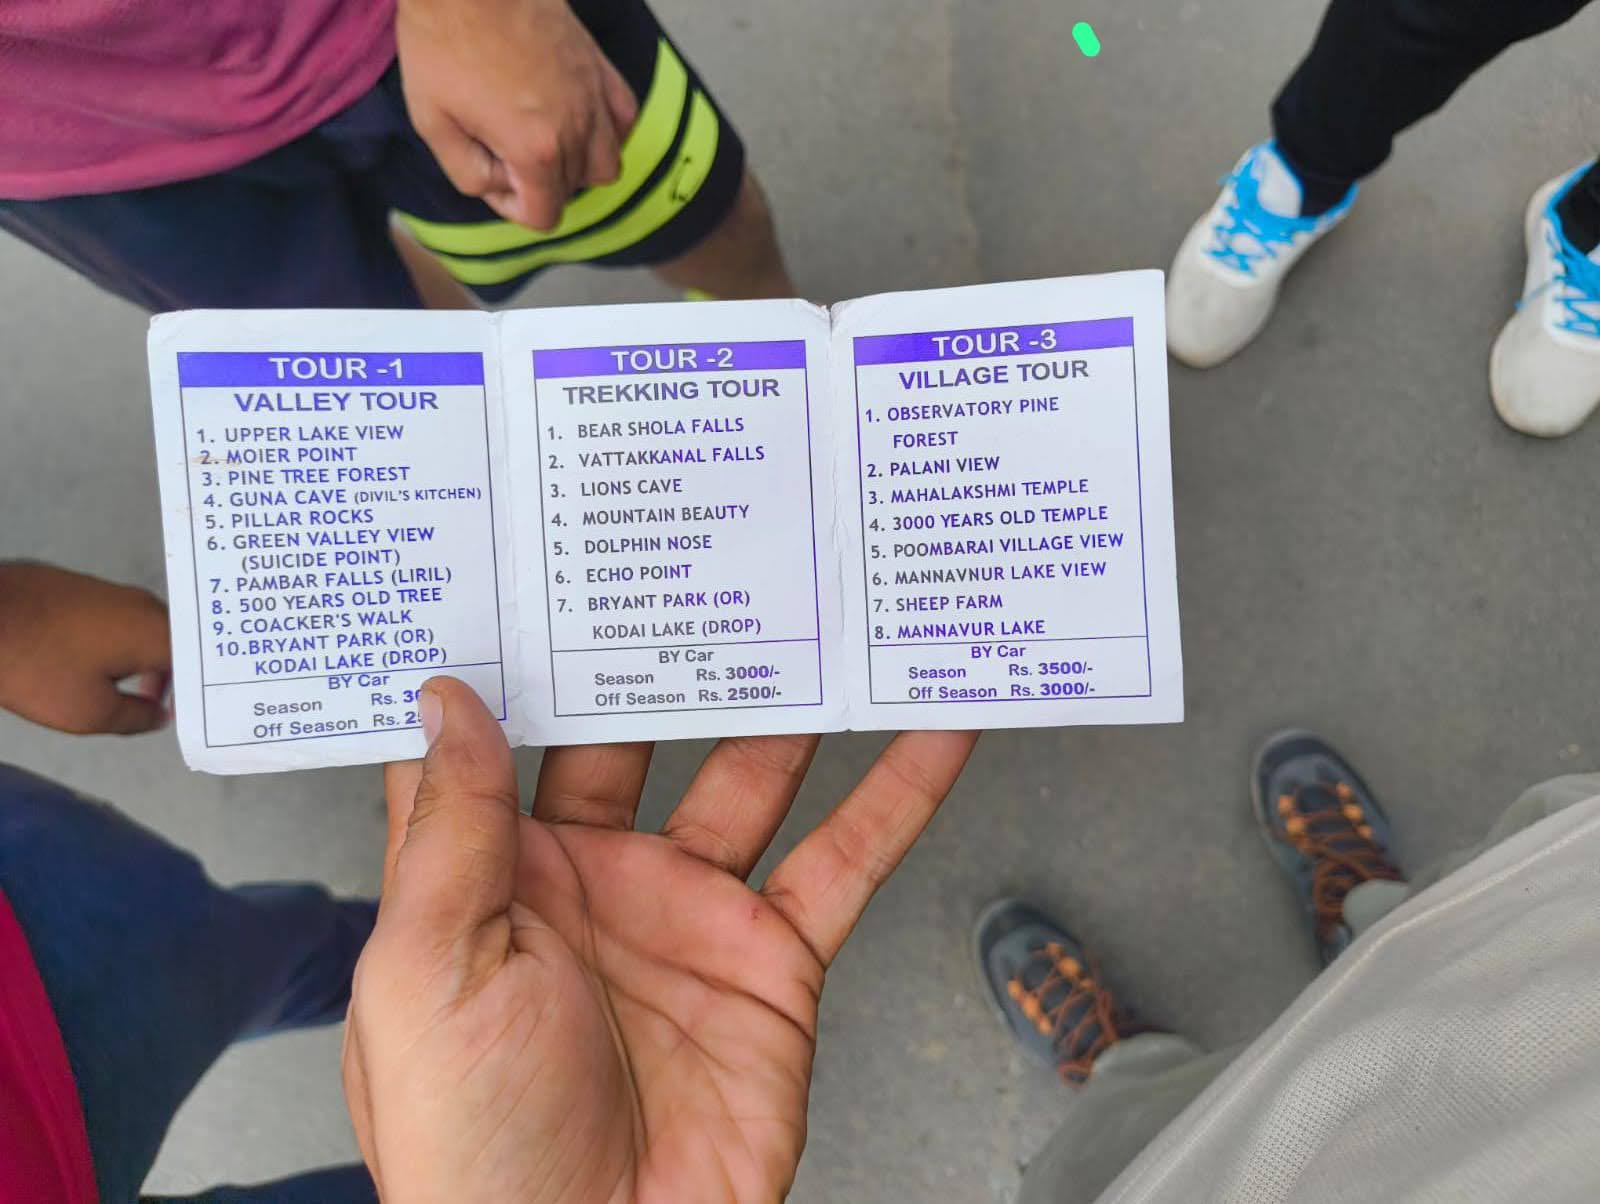 TOUR -1
VALLEY TOUR
1. UPPER LAKE VIEW
2. MOIER POINT
3. PINE TREE FOREST
4. GUNA CAVE (DIVIL'S KITCHEN)
5. PILLAR ROCKS
6. GREEN VALLEY VIEW
(SUICIDE POINT)
7. PAMBAR FALLS (LIRIL)
8. 500 YEARS OLD TREE
9. COACKER'S WALK
10.BRYANT PARK (OR)
KODAI LAKE (DROP)
BY Car
Season Rs.
Off Season Rs.
TOUR -2
TREKKING TOUR
1. BEAR SHOLA FALLS
2. VATTAKKANAL FALLS
3. LIONS CAVE
4. MOUNTAIN BEAUTY
5. DOLPHIN NOSE
6. ECHO POINT
7. BRYANT PARK (OR)
KODAI LAKE (DROP)
BY Car
Season Rs. 3000/-
Off Season Rs. 2500/-
TOUR -3
VILLAGE TOUR
1. OBSERVATORY PINE
FOREST
2. PALANI VIEW
3. MAHALAKSHMI TEMPLE
4. 3000 YEARS OLD TEMPLE
5. POOMBARAI VILLAGE VIEW
6. MANNAVNUR LAKE VIEW
7. SHEEP FARM
8. MANNAVUR LAKE
BY Car
Season Rs. 3500/-
Off Season Rs. 3000/-